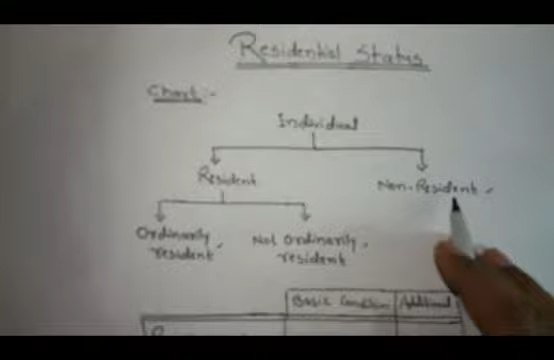 Residential Status
Chart :-
Individual
Resident
Non-Resident
Ordinarily resident
Not Ordinarily resident
Basic Condition
Additional